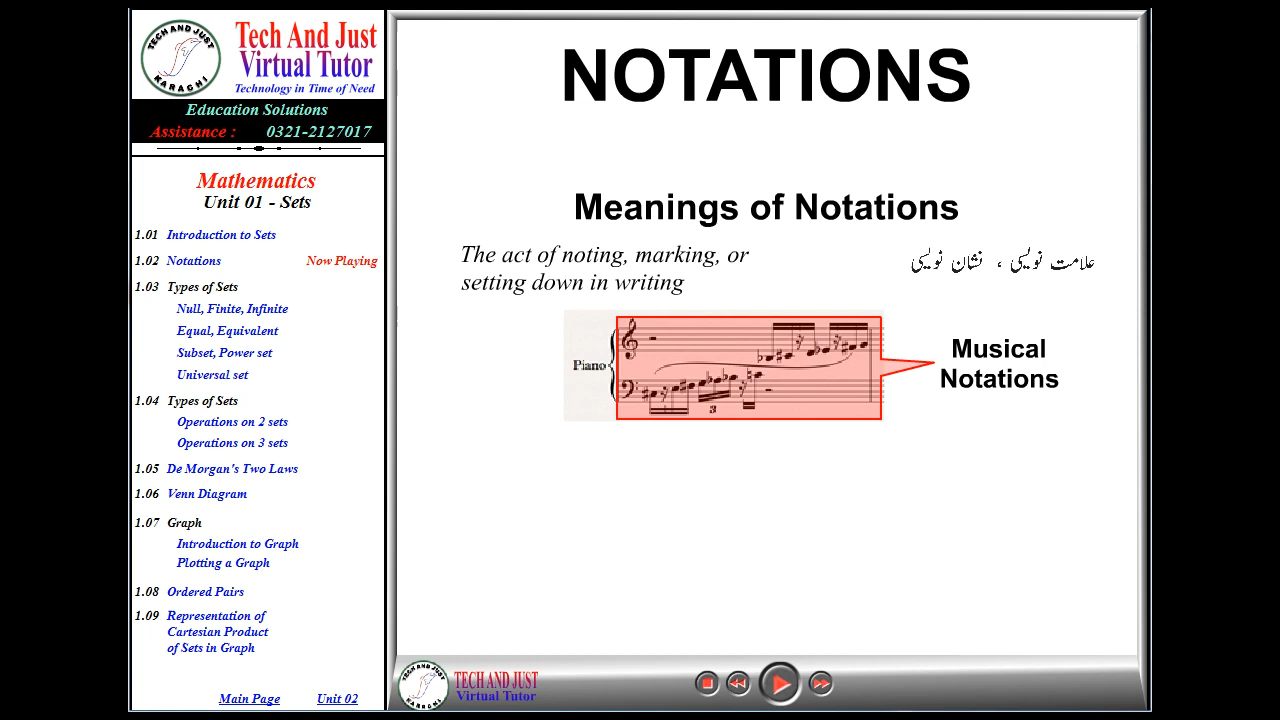 TECH AND JUST
KARACHI
Tech And Just
Virtual Tutor
Technology in Time of Need
Education Solutions
Assistance : 0321-2127017
Mathematics
Unit 01 - Sets
1.01 Introduction to Sets
1.02 Notations Now Playing
1.03 Types of Sets
Null, Finite, Infinite
Equal, Equivalent
Subset, Power set
Universal set
1.04 Types of Sets
Operations on 2 sets
Operations on 3 sets
1.05 De Morgan's Two Laws
1.06 Venn Diagram
1.07 Graph
Introduction to Graph
Plotting a Graph
1.08 Ordered Pairs
1.09 Representation of
Cartesian Product
of Sets in Graph
Main Page Unit 02
NOTATIONS
Meanings of Notations
The act of noting, marking, or
setting down in writing
علامت نویسی ، نشان نویسی
Piano
3
Musical
Notations
TECH AND JUST
KARACHI
TECH AND JUST
Virtual Tutor